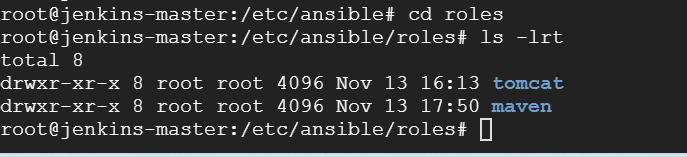 root@jenkins-master:/etc/ansible# cd roles
root@jenkins-master:/etc/ansible/roles# ls -lrt
total 8
drwxr-xr-x 8 root root 4096 Nov 13 16:13 tomcat
drwxr-xr-x 8 root root 4096 Nov 13 17:50 maven
root@jenkins-master:/etc/ansible/roles#